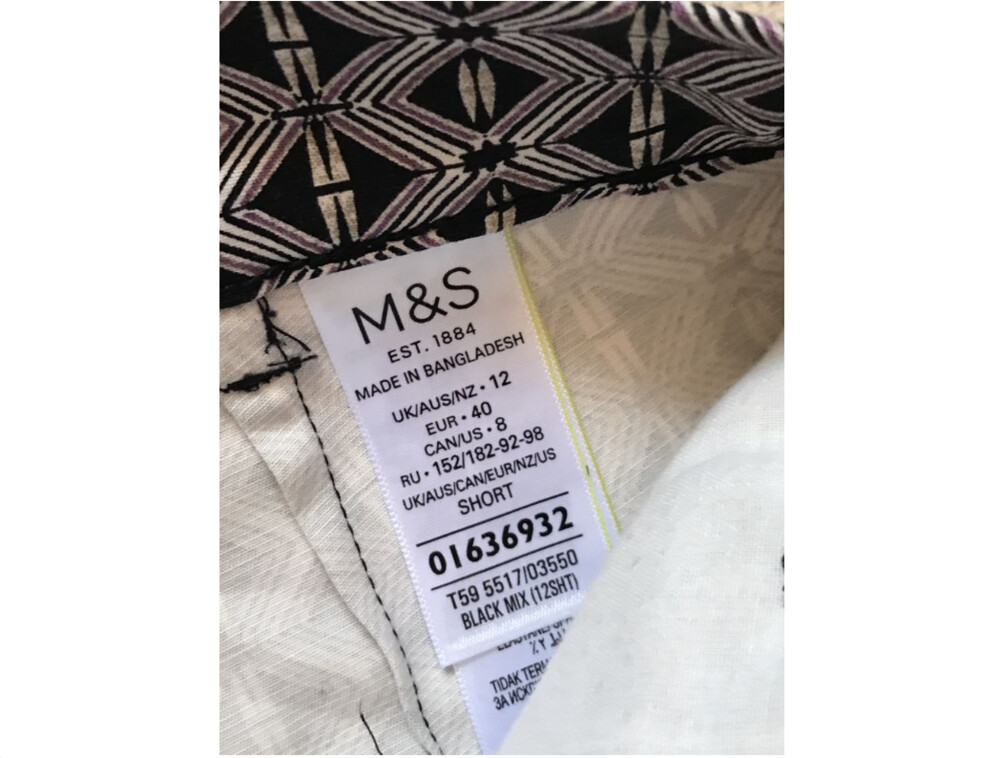 M&S
EST. 1884
MADE IN BANGLADESH
UK/AUS/NZ • 12
EUR • 40
CAN/US • 8
RU • 152/182-92-98
UK/AUS/CAN/EUR/NZ/US
SHORT
01636932
T59 5517/03550
BLACK MIX (12SHT)
TIDAK
ЗА